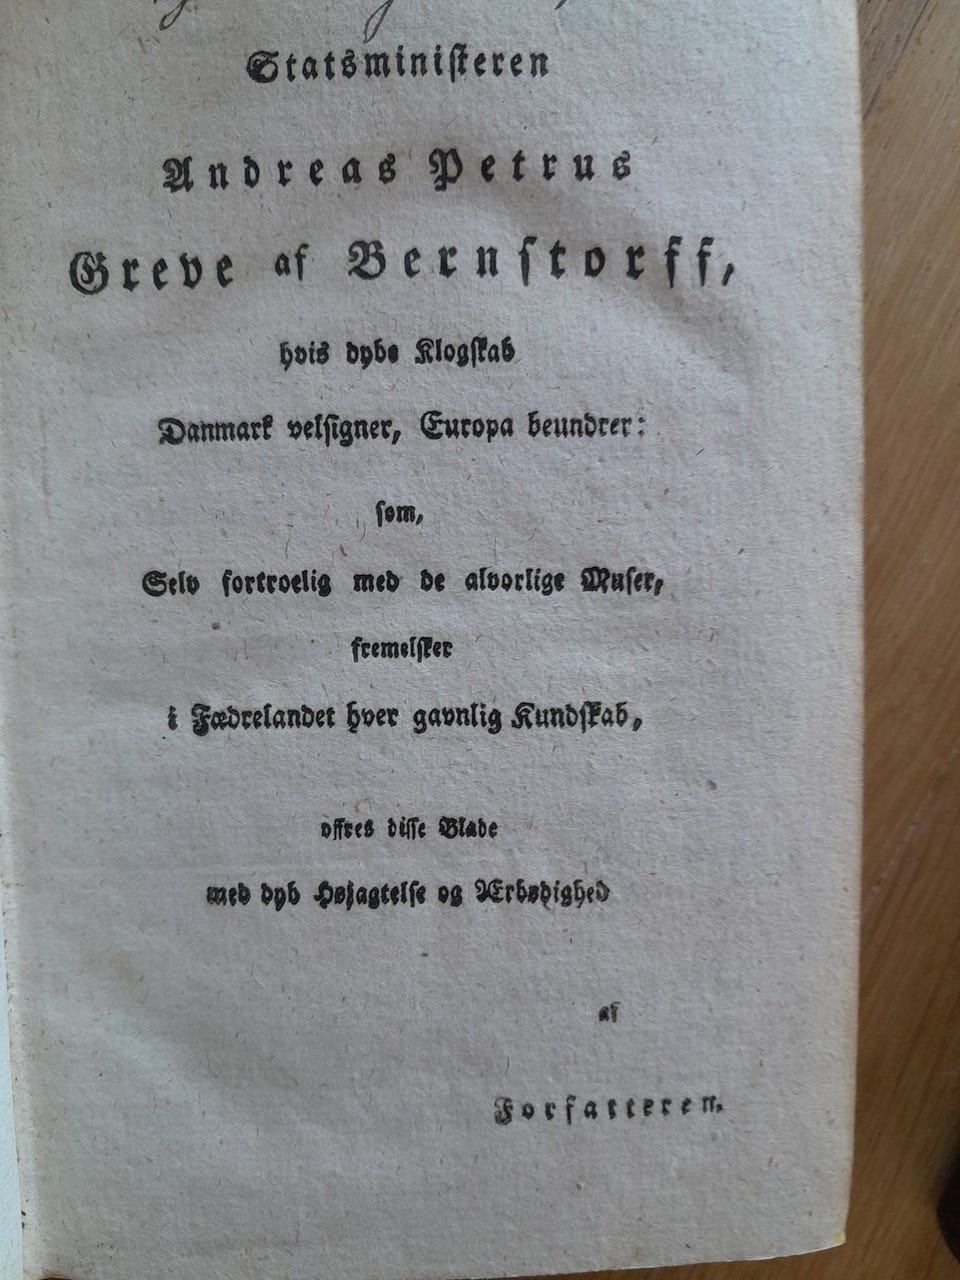 Statsministeren
Andreas Petrus
Greve af Bernstorff,
hvis dybe Klogskab
Danmark velsigner, Europa beundrer:
som,
Selv fortroelig med de alvorlige Muser,
fremelsker
i Fædrelandet hver gavnlig Kundskab,
offres disse Blade
med dyb Højagtelse og Ærbødighed
af
Forfatteren.